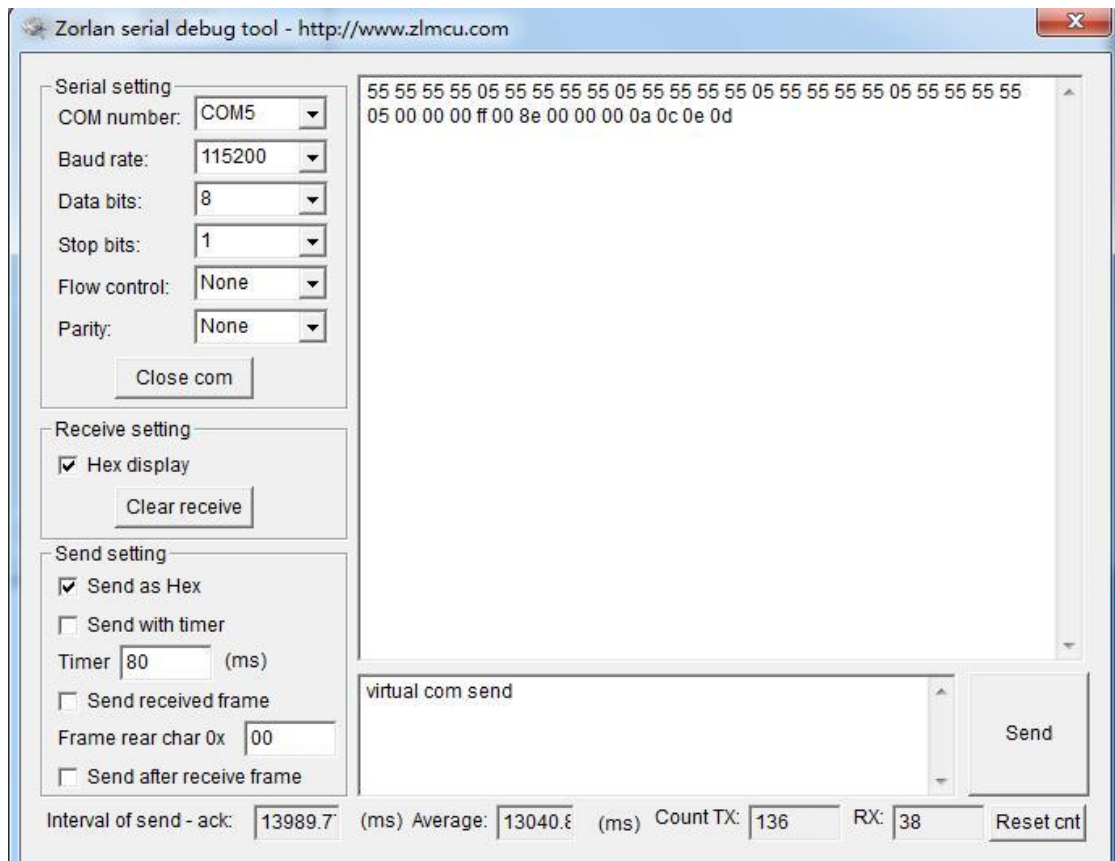 Zorlan serial debug tool - http://www.zlmcu.com
x
Serial setting
COM number: COM5
Baud rate: 115200
Data bits: 8
Stop bits: 1
Flow control: None
Parity: None
Close com
Receive setting
Hex display
Clear receive
Send setting
Send as Hex
Send with timer
Timer 80 (ms)
Send received frame
Frame rear char 0x 00
Send after receive frame
55 55 55 55 05 55 55 55 55 05 55 55 55 55 05 55 55 55 55 05 55 55 55 55
05 00 00 00 ff 00 8e 00 00 00 0a 0c 0e 0d
virtual com send
Send
Interval of send - ack: 13989.7 (ms) Average: 13040.8 (ms) Count TX: 136 RX: 38 Reset cnt